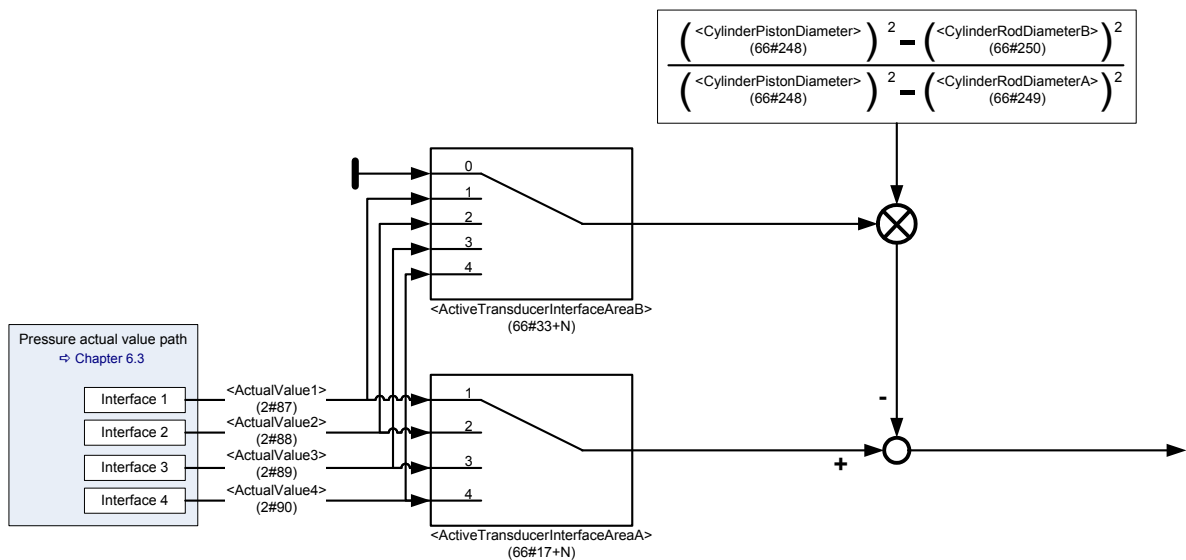 (<CylinderPistonDiameter> (66#248)) 2 – (<CylinderRodDiameterB> (66#250)) 2
(<CylinderPistonDiameter> (66#248)) 2 – (<CylinderRodDiameterA> (66#249)) 2
0
1
2
3
4
<ActiveTransducerInterfaceAreaB>
(66#33+N)
Pressure actual value path
⇨ Chapter 6.3
Interface 1
<ActualValue1>
(2#87)
Interface 2
<ActualValue2>
(2#88)
Interface 3
<ActualValue3>
(2#89)
Interface 4
<ActualValue4>
(2#90)
1
2
3
4
<ActiveTransducerInterfaceAreaA>
(66#17+N)
-
+